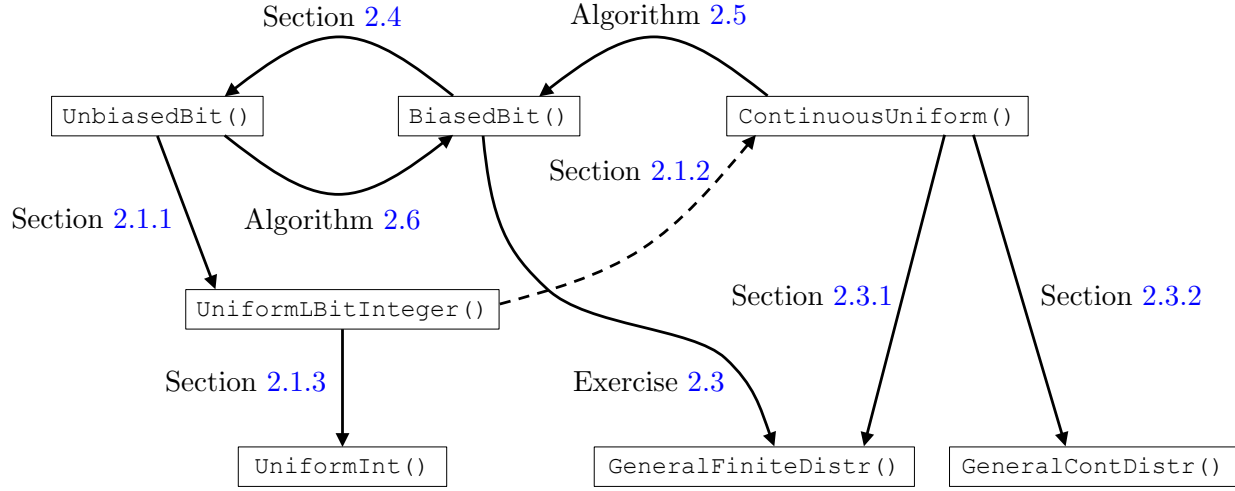 Section 2.4
Algorithm 2.5
UnbiasedBit()
BiasedBit()
ContinuousUniform()
Section 2.1.2
Section 2.1.1
Algorithm 2.6
UniformLBitInteger()
Section 2.3.1
Section 2.3.2
Section 2.1.3
Exercise 2.3
UniformInt()
GeneralFiniteDistr()
GeneralContDistr()